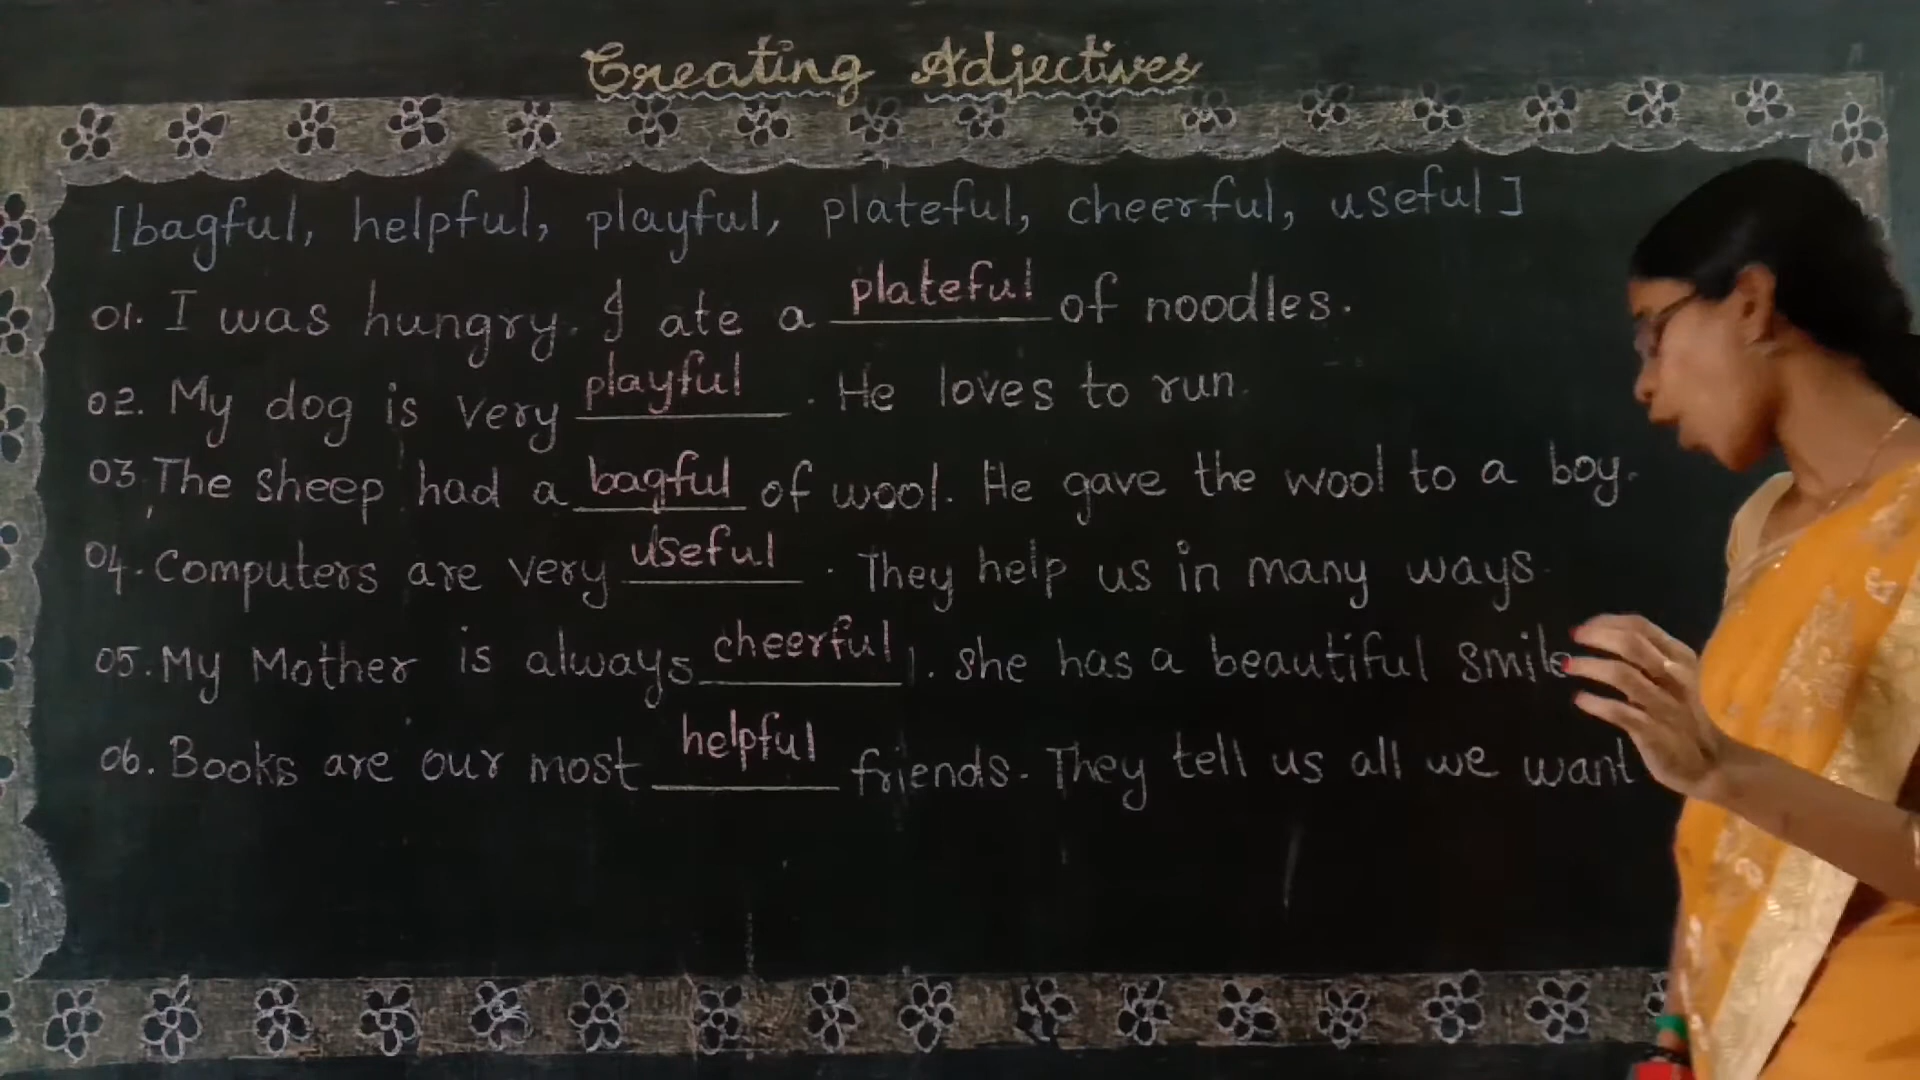 Creating Adjectives
[bagful, helpful, playful, plateful, cheerful, useful]
01. I was hungry. I ate a plateful of noodles.
02. My dog is very playful. He loves to run.
03. The sheep had a bagful of wool. He gave the wool to a boy.
04. Computers are very useful. They help us in many ways.
05. My Mother is always cheerful. She has a beautiful smile
06. Books are our most helpful friends. They tell us all we want